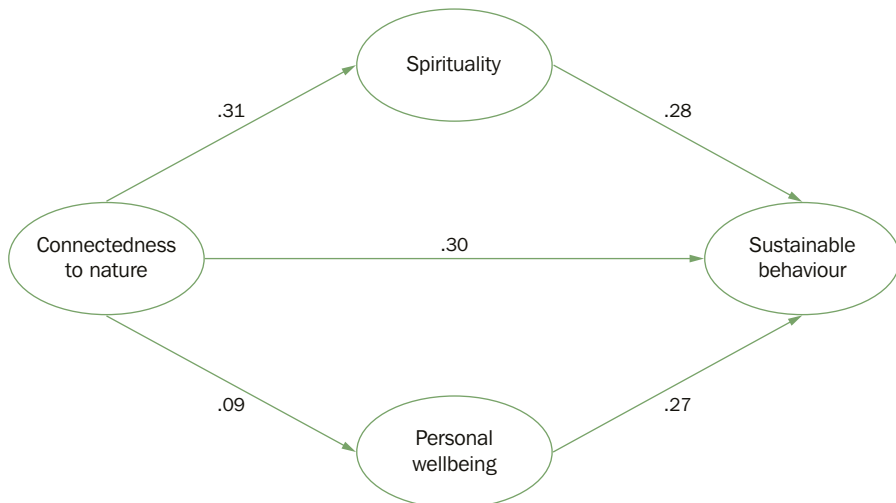 Spirituality
.31
.28
Connectedness
to nature
.30
Sustainable
behaviour
.09
.27
Personal
wellbeing